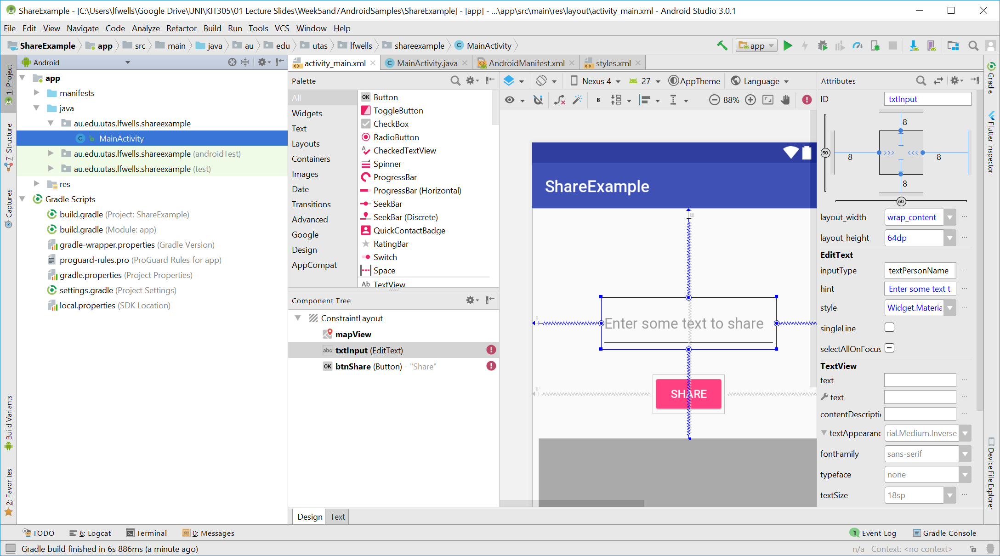 ShareExample - [C:\Users\lfwells\Google Drive\UNI\KIT305\01 Lecture Slides\Week5and7AndroidSamples\ShareExample] - [app] - ...\app\src\main\res\layout\activity_main.xml - Android Studio 3.0.1
File Edit View Navigate Code Analyze Refactor Build Run Tools VCS Window Help
ShareExample app src main java au edu utas lfwells shareexample C MainActivity
app
1: Project
7: Structure
Captures
Build Variants
2: Favorites
Android
app
manifests
java
au.edu.utas.lfwells.shareexample
C MainActivity
au.edu.utas.lfwells.shareexample (androidTest)
au.edu.utas.lfwells.shareexample (test)
res
Gradle Scripts
build.gradle (Project: ShareExample)
build.gradle (Module: app)
gradle-wrapper.properties (Gradle Version)
proguard-rules.pro (ProGuard Rules for app)
gradle.properties (Project Properties)
settings.gradle (Project Settings)
local.properties (SDK Location)
activity_main.xml C MainActivity.java AndroidManifest.xml styles.xml
Palette
All
Widgets
Text
Layouts
Containers
Images
Date
Transitions
Advanced
Google
Design
AppCompat
OK Button
ToggleButton
CheckBox
RadioButton
CheckedTextView
Spinner
ProgressBar
ProgressBar (Horizontal)
SeekBar
SeekBar (Discrete)
QuickContactBadge
RatingBar
Switch
Space
Ab TextView
Component Tree
ConstraintLayout
mapView
abc txtInput (EditText)
OK btnShare (Button) - "Share"
Nexus 4 27 AppTheme Language
8 88%
ShareExample
8
8
Enter some text to share
8
SHARE
Attributes
ID txtInput
8
50
8 8
8
50
layout_width wrap_content ...
layout_height 64dp ...
EditText
inputType textPersonName ...
hint Enter some text t ...
style Widget.Materia ...
singleLine
selectAllOnFocus
TextView
text ...
text ...
contentDescripti ...
textAppearanc rial.Medium.Inverse
fontFamily sans-serif
typeface none
textSize 18sp ...
Gradle
Flutter Inspector
Device File Explorer
Design Text
TODO 6: Logcat Terminal 0: Messages 1 Event Log Gradle Console
Gradle build finished in 6s 886ms (a minute ago) n/a Context: <no context>